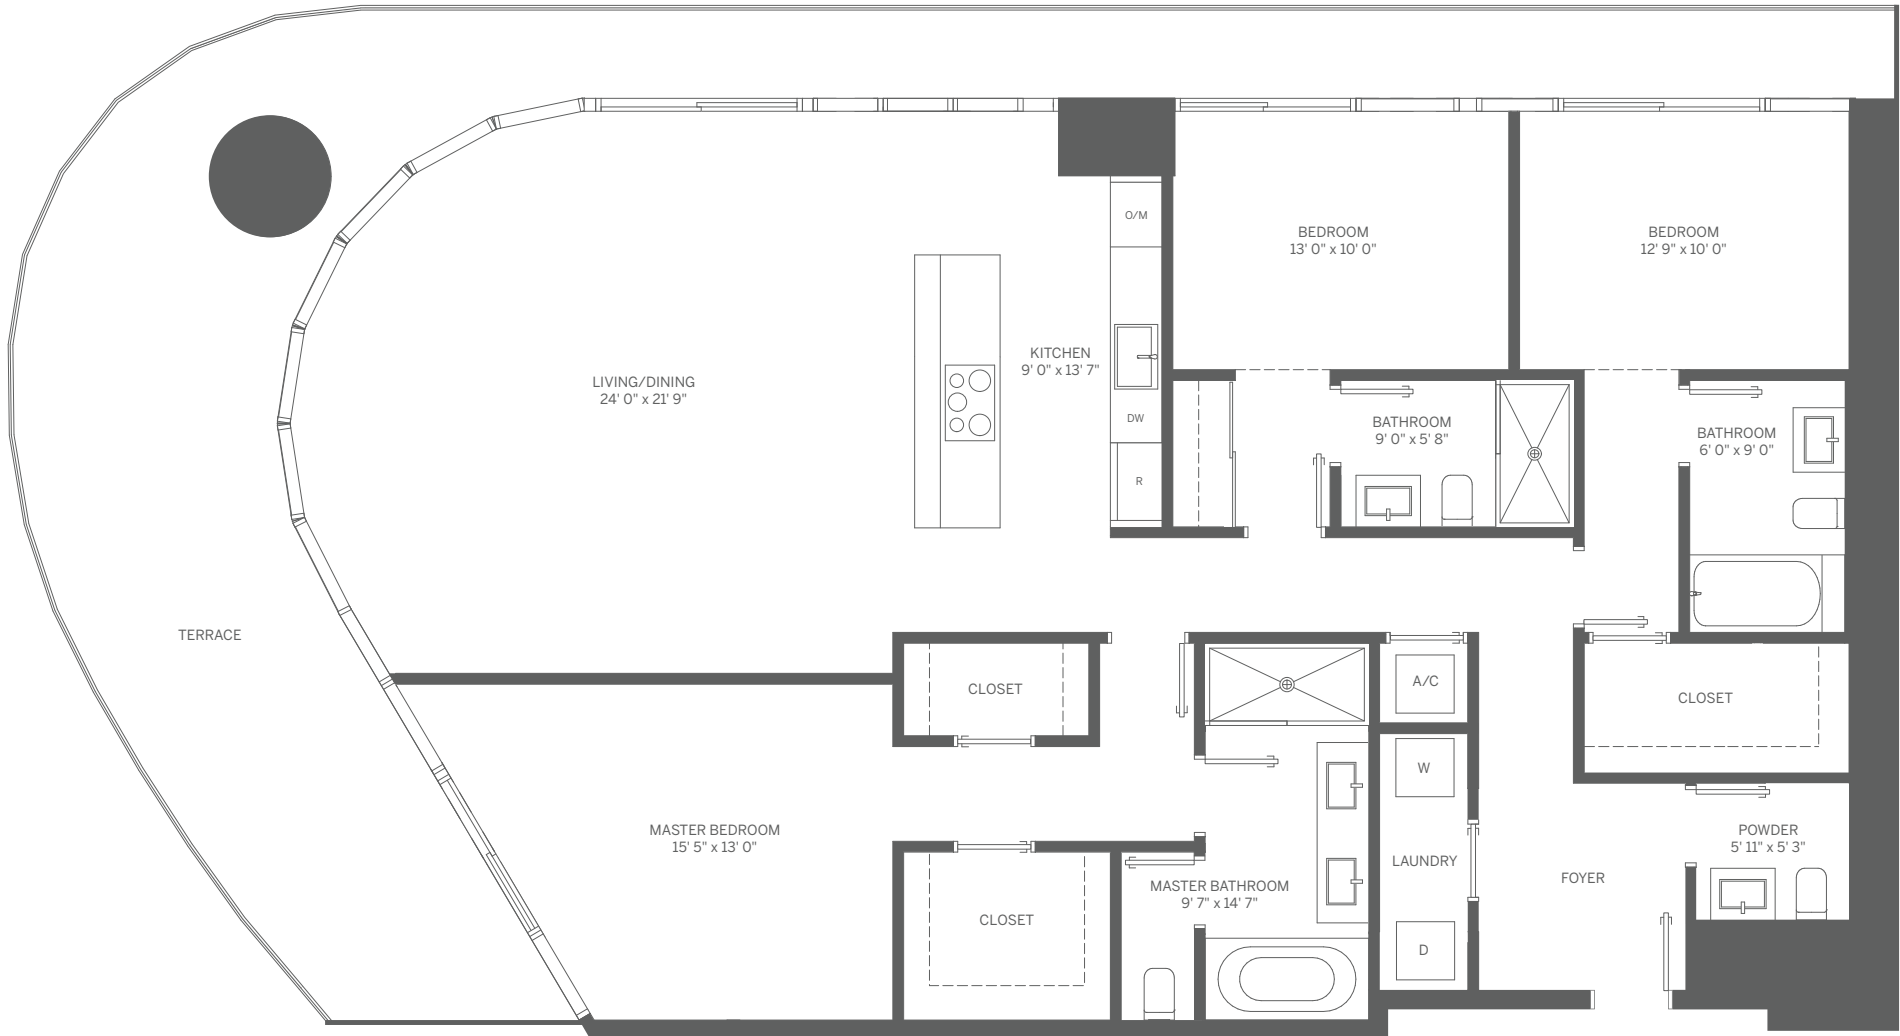 O/M
BEDROOM
13' 0" x 10' 0"
BEDROOM
12' 9" x 10' 0"
KITCHEN
9' 0" x 13' 7"
LIVING/DINING
24' 0" x 21' 9"
DW
R
BATHROOM
9' 0" x 5' 8"
BATHROOM
6' 0" x 9' 0"
TERRACE
CLOSET
A/C
CLOSET
W
MASTER BEDROOM
15' 5" x 13' 0"
POWDER
5' 11" x 5' 3"
LAUNDRY
FOYER
MASTER BATHROOM
9' 7" x 14' 7"
CLOSET
D